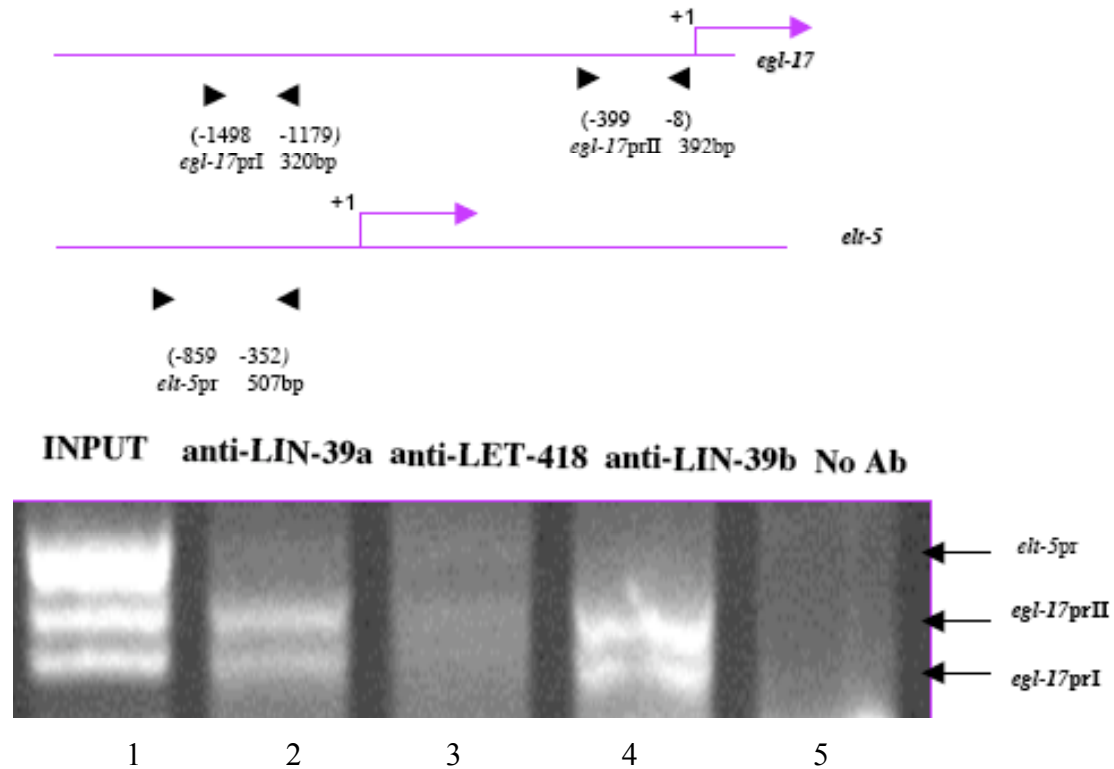 +1
egl-17
(-1498 -1179) (-399 -8)
egl-17prI 320bp egl-17prII 392bp
+1
elt-5
(-859 -352)
elt-5pr 507bp
INPUT anti-LIN-39a anti-LET-418 anti-LIN-39b No Ab
elt-5pr
egl-17prII
egl-17prI
1 2 3 4 5